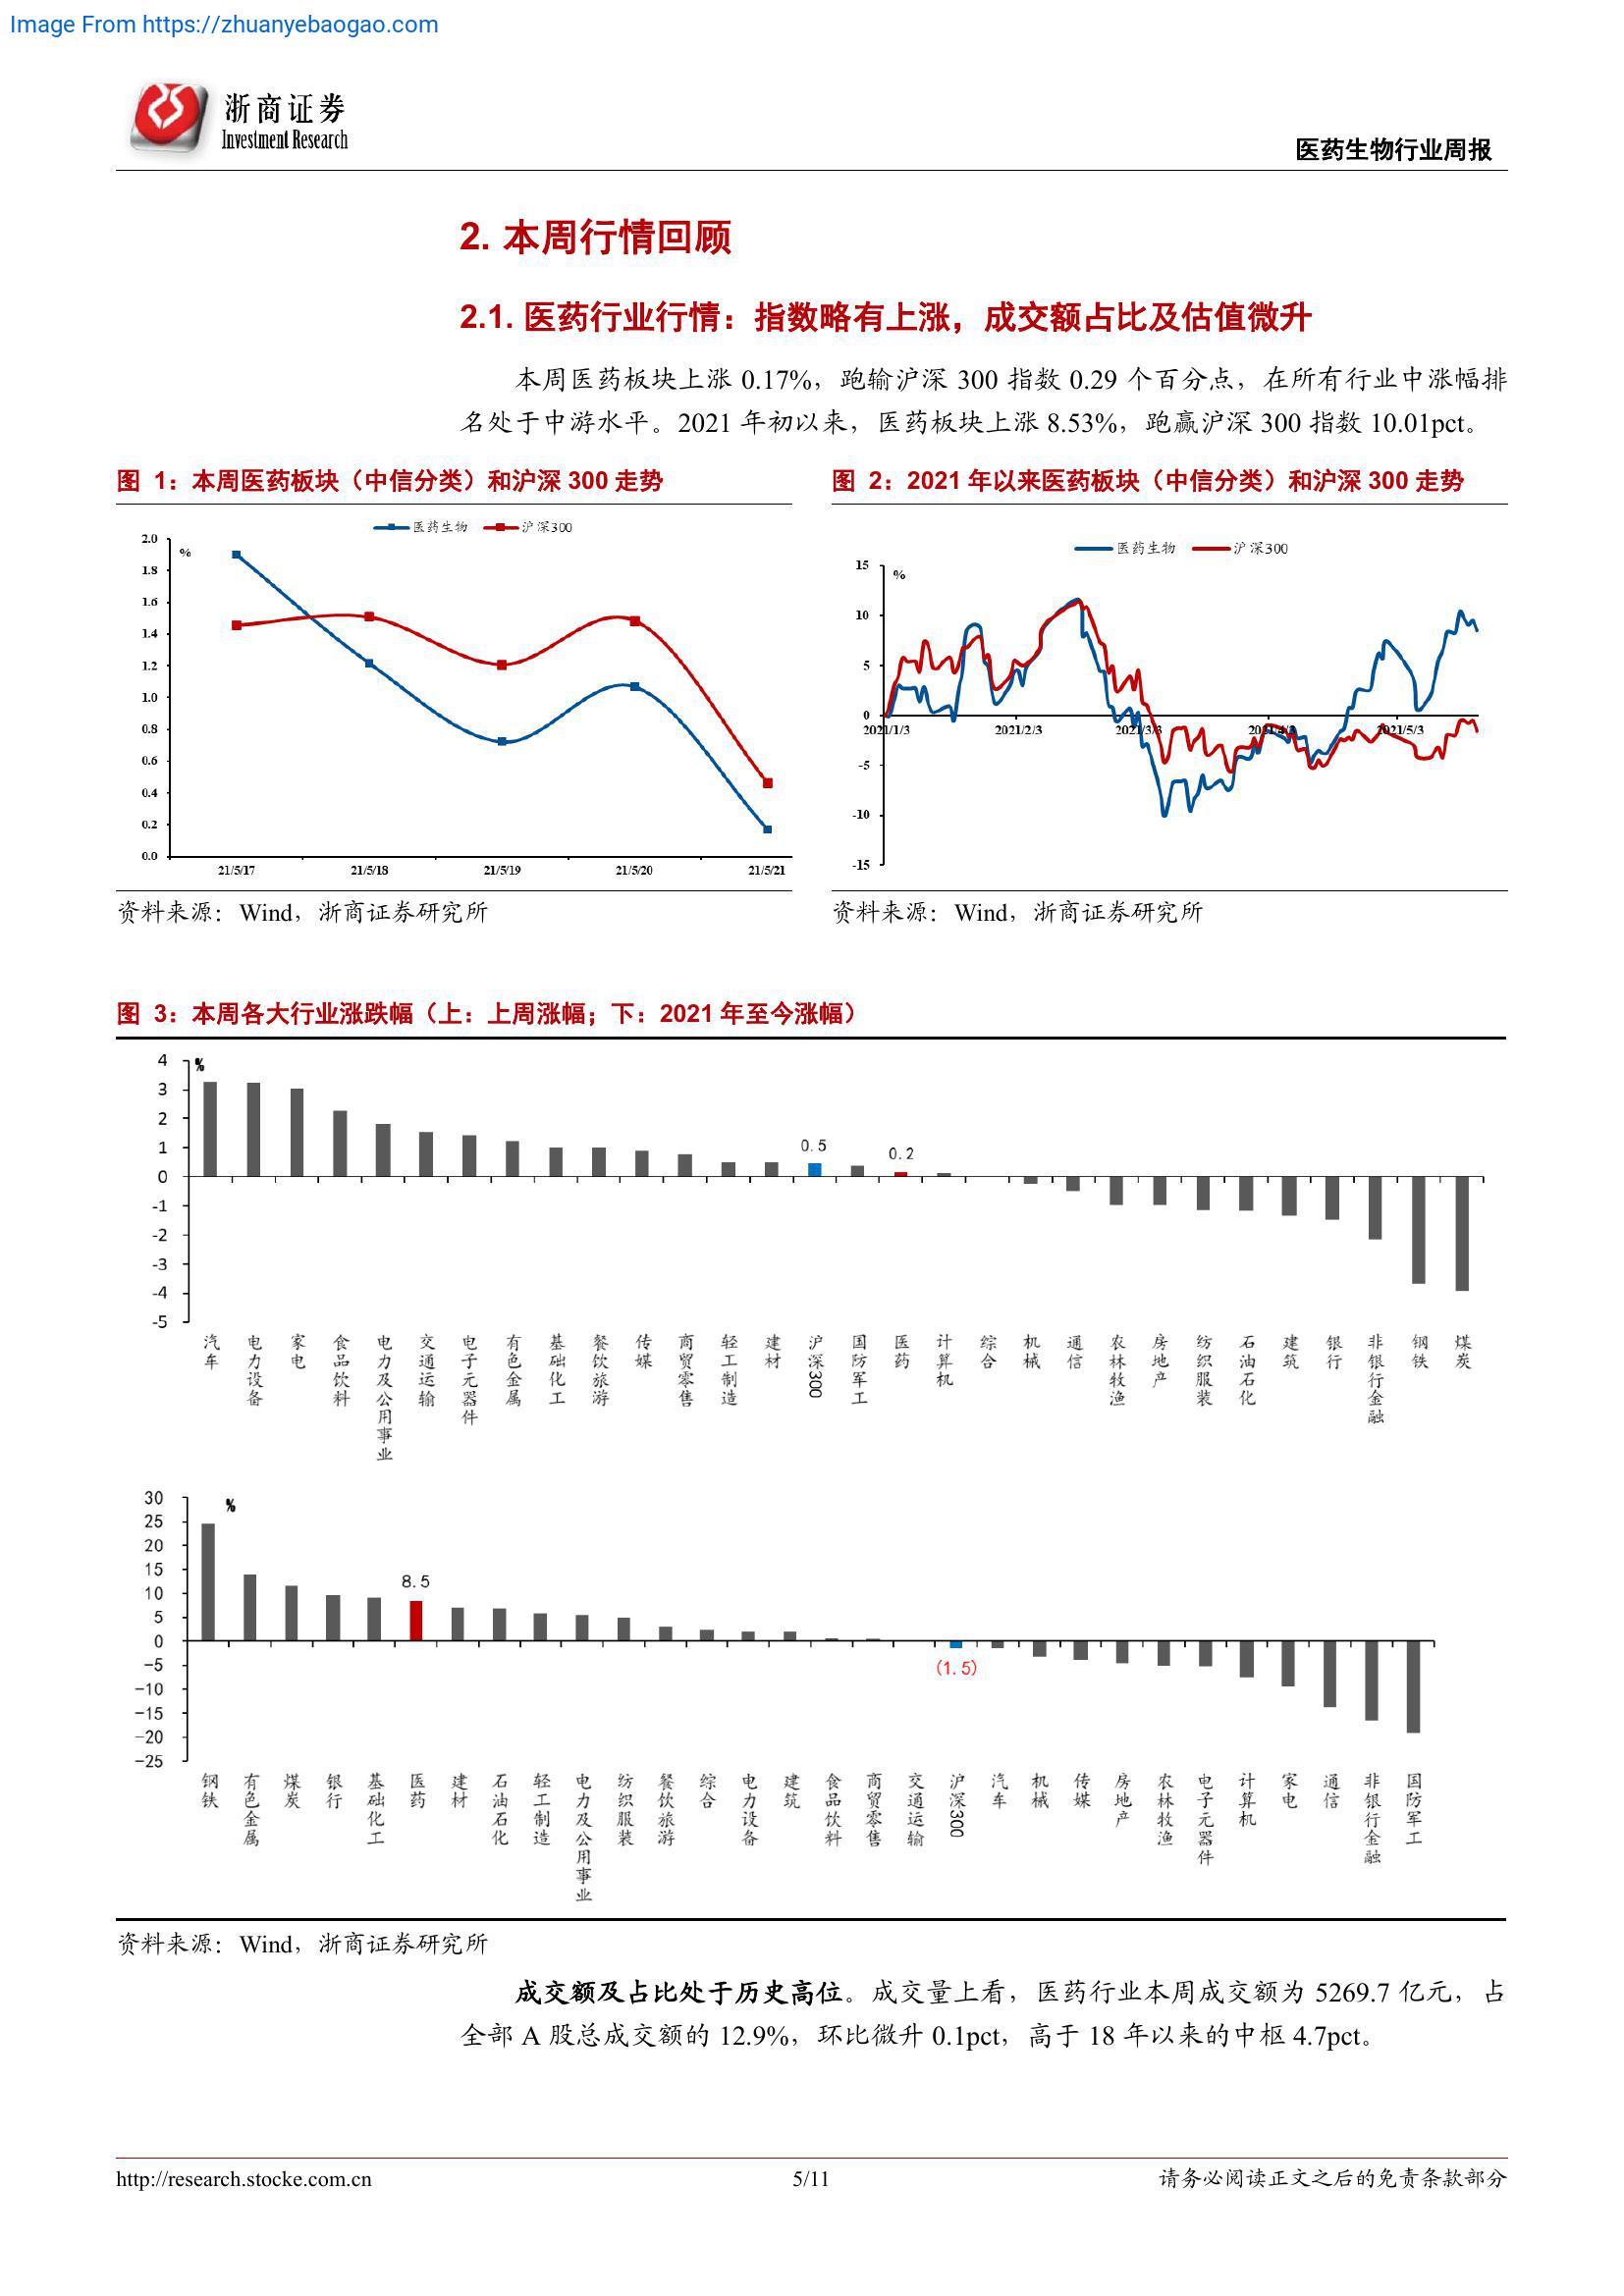 Image From https://zhuanyebaogao.com
浙商证券
Investment Research
医药生物行业周报
2. 本周行情回顾
2.1. 医药行业行情：指数略有上涨，成交额占比及估值微升
本周医药板块上涨 0.17%，跑输沪深 300 指数 0.29 个百分点，在所有行业中涨幅排
名处于中游水平。2021 年初以来，医药板块上涨 8.53%，跑赢沪深 300 指数 10.01pct。
图 1：本周医药板块（中信分类）和沪深 300 走势
医药生物 沪深300
%
2.0
1.8
1.6
1.4
1.2
1.0
0.8
0.6
0.4
0.2
0.0
21/5/17 21/5/18 21/5/19 21/5/20 21/5/21
资料来源：Wind，浙商证券研究所
图 2：2021 年以来医药板块（中信分类）和沪深 300 走势
医药生物 沪深300
%
15
10
5
0
-5
-10
-15
2021/1/3 2021/2/3 2021/3/3 2021/4/3 2021/5/3
资料来源：Wind，浙商证券研究所
图 3：本周各大行业涨跌幅（上：上周涨幅；下：2021 年至今涨幅）
%
4
3
2
1
0
-1
-2
-3
-4
-5
0.5
0.2
汽车
电力设备
家电
食品饮料
电力及公用事业
交通运输
电子元器件
有色金属
基础化工
餐饮旅游
传媒
商贸零售
轻工制造
建材
沪深300
国防军工
医药
计算机
综合
机械
通信
农林牧渔
房地产
纺织服装
石油石化
建筑
银行
非银行金融
钢铁
煤炭
%
30
25
20
15
10
5
0
−5
−10
−15
−20
−25
8.5
(1.5)
钢铁
有色金属
煤炭
银行
基础化工
医药
建材
石油石化
轻工制造
电力及公用事业
纺织服装
餐饮旅游
综合
电力设备
建筑
食品饮料
商贸零售
交通运输
沪深300
汽车
机械
传媒
房地产
农林牧渔
电子元器件
计算机
家电
通信
非银行金融
国防军工
资料来源：Wind，浙商证券研究所
成交额及占比处于历史高位。成交量上看，医药行业本周成交额为 5269.7 亿元，占
全部 A 股总成交额的 12.9%，环比微升 0.1pct，高于 18 年以来的中枢 4.7pct。
http://research.stocke.com.cn
5/11
请务必阅读正文之后的免责条款部分